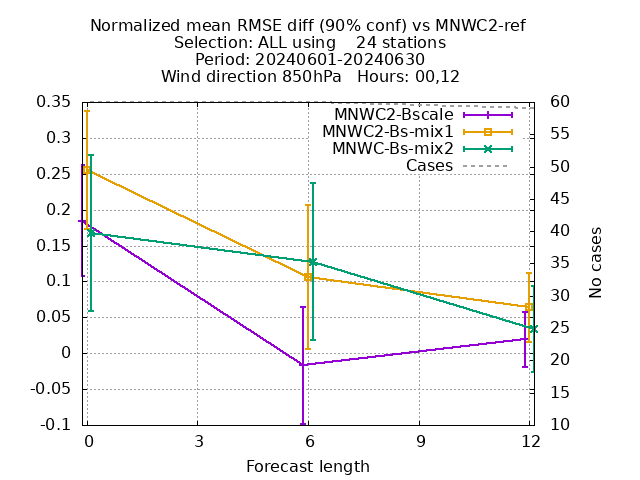 Normalized mean RMSE diff (90% conf) vs MNWC2-ref
Selection: ALL using    24 stations
Period: 20240601-20240630
Wind direction 850hPa   Hours: 00,12
MNWC2-Bscale
MNWC2-Bs-mix1
MNWC-Bs-mix2
Cases
0.35
0.3
0.25
0.2
0.15
0.1
0.05
0
-0.05
-0.1
60
55
50
45
40
35
30
25
20
15
10
No cases
0 3 6 9 12
Forecast length